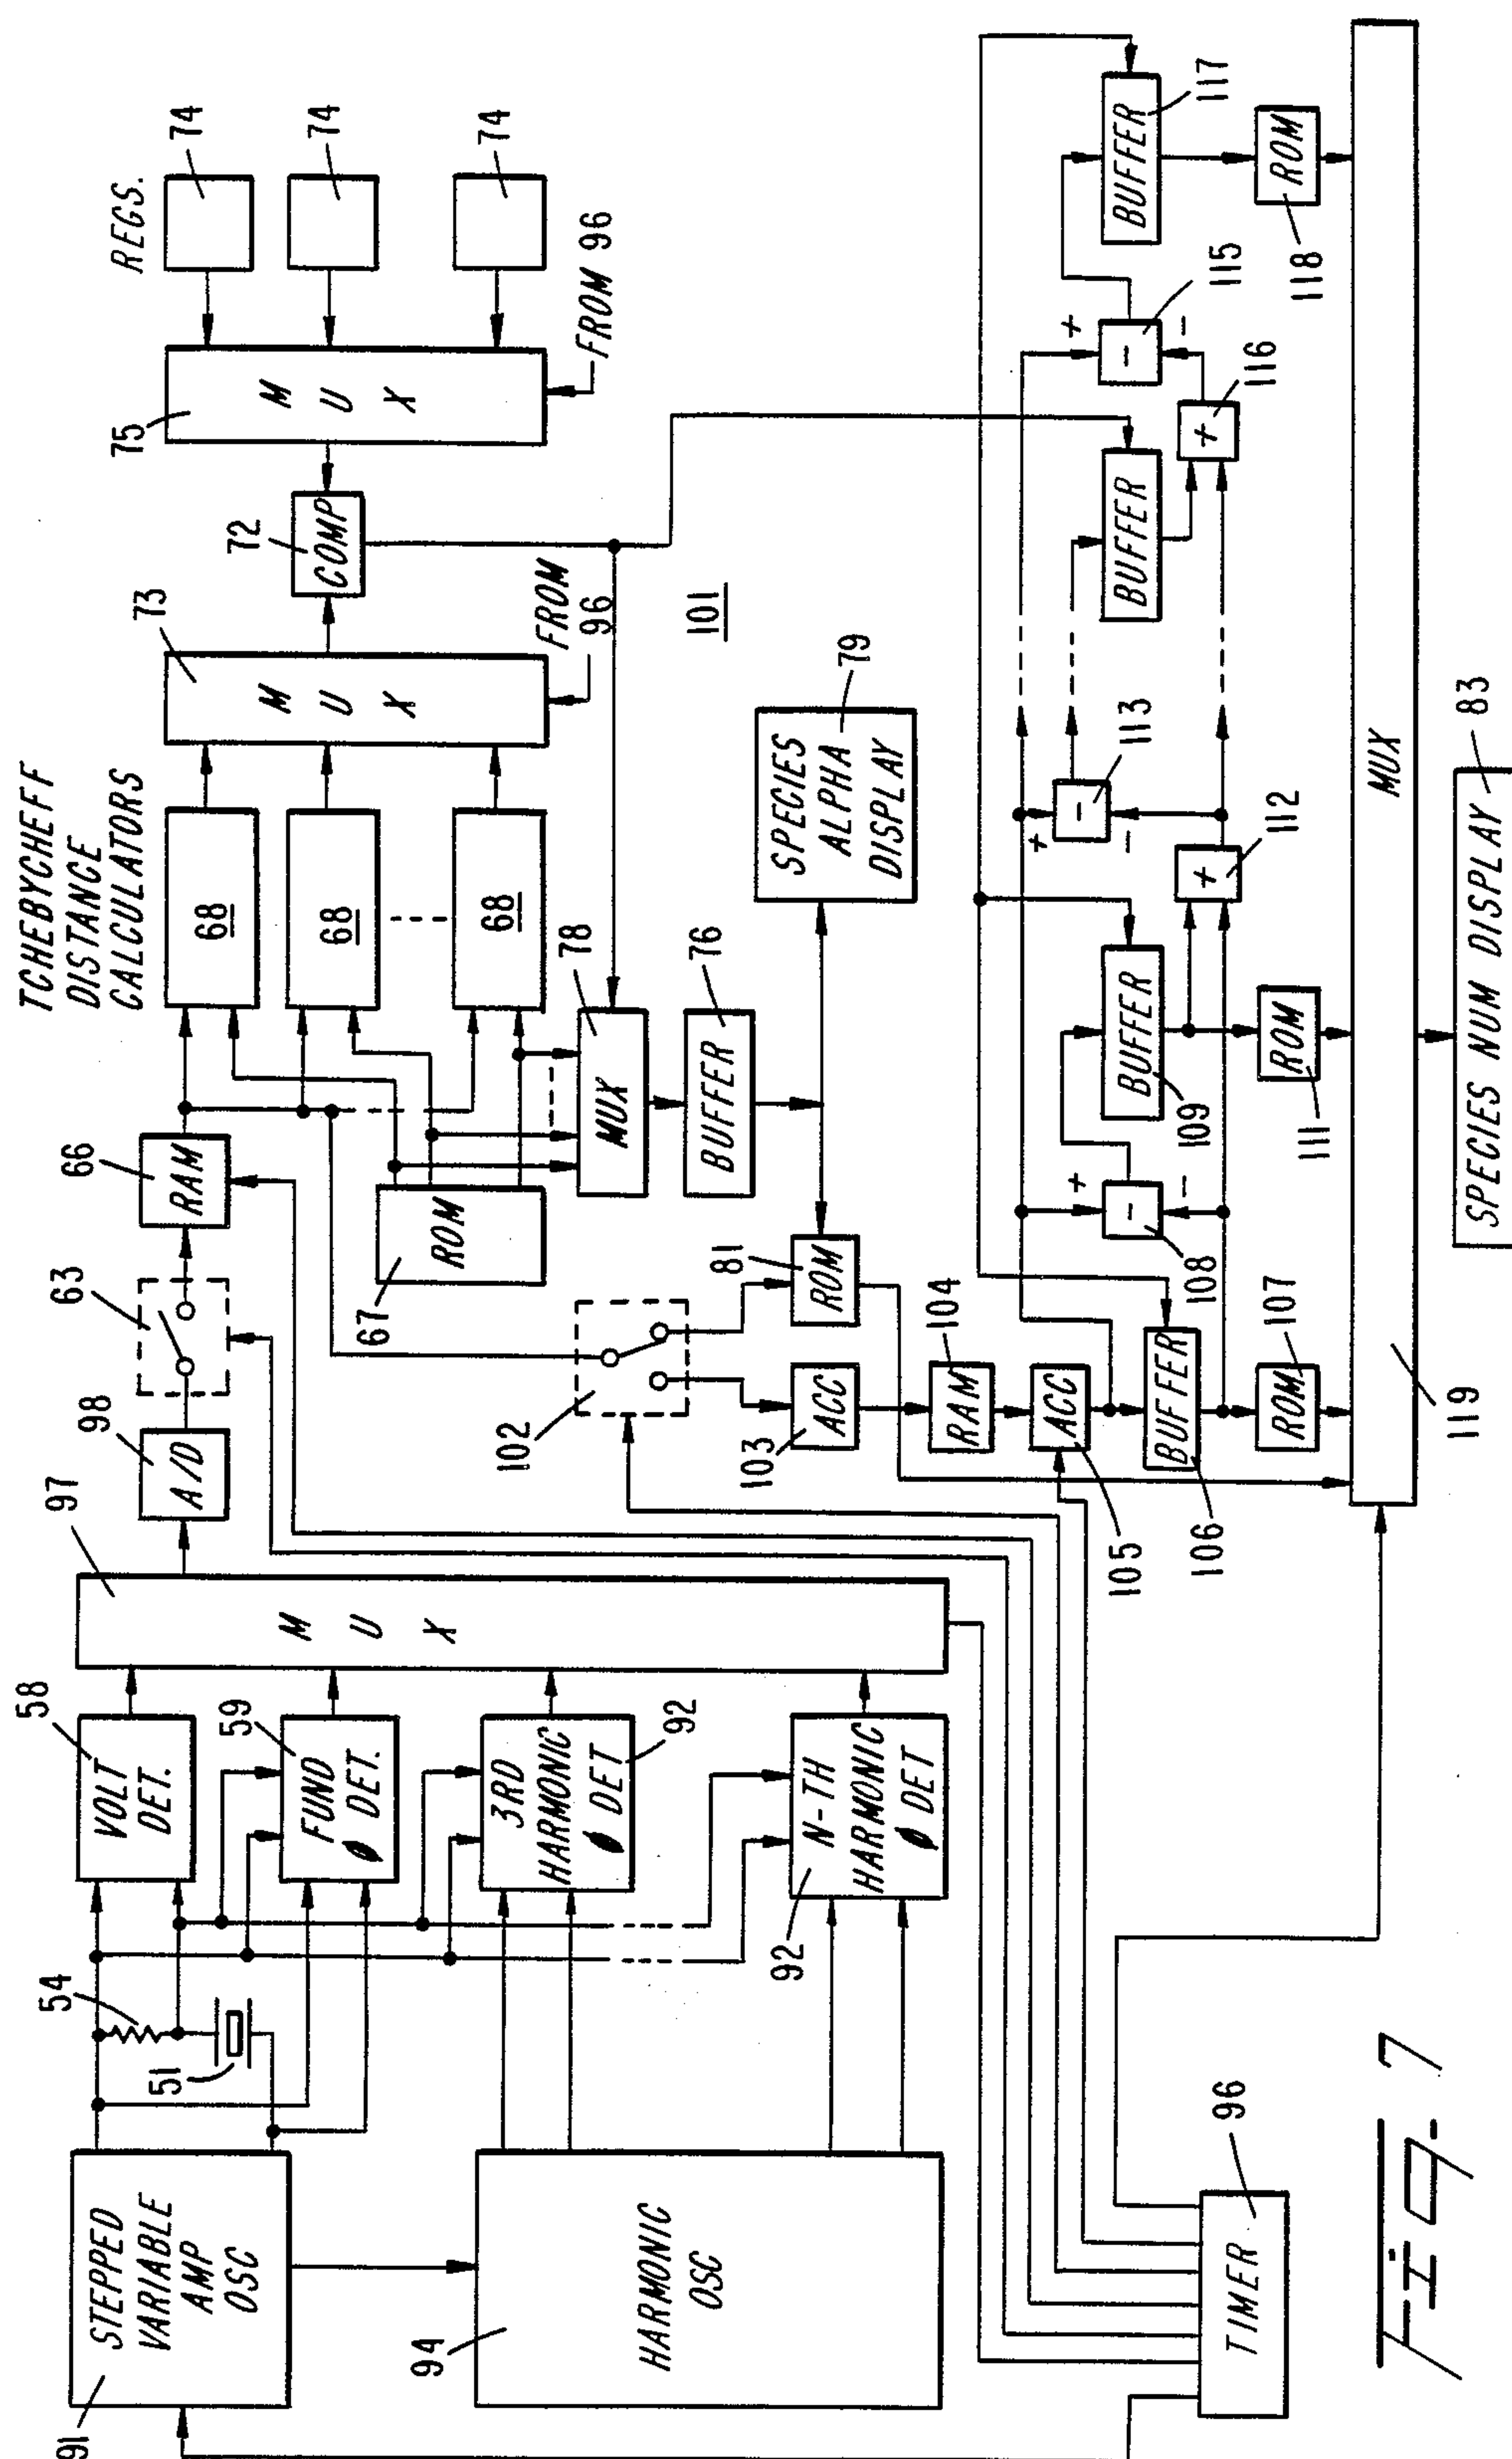 91
STEPPED
VARIABLE
AMP
OSC
94
HARMONIC
OSC
TIMER
96
54
51
58
VOLT
DET.
59
FUND
φ DET.
3RD
HARMONIC
φ DET
92
N-TH
HARMONIC
φ DET
92
97
M
U
X
98
A/D
63
66
RAM
67
ROM
TCHEBYCHEFF
DISTANCE
CALCULATORS
68
68
68
73
M
U
X
FROM
96
72
COMP
75
M
U
X
FROM 96
REGS.
74
74
74
101
78
MUX
76
BUFFER
SPECIES
ALPHA
DISPLAY
79
81
ROM
102
103
ACC
104
RAM
105
ACC
106
BUFFER
107
ROM
108
-
+
-
109
BUFFER
111
ROM
112
+
113
-
+
-
BUFFER
115
-
+
-
116
+
117
BUFFER
118
ROM
119
MUX
SPECIES NUM DISPLAY
83
FIG. 7